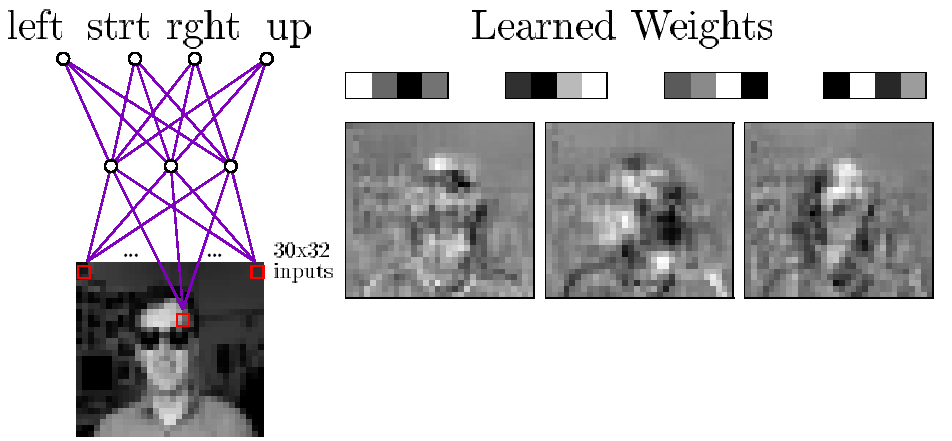 left strt rght up
Learned Weights
... ...
30x32
inputs